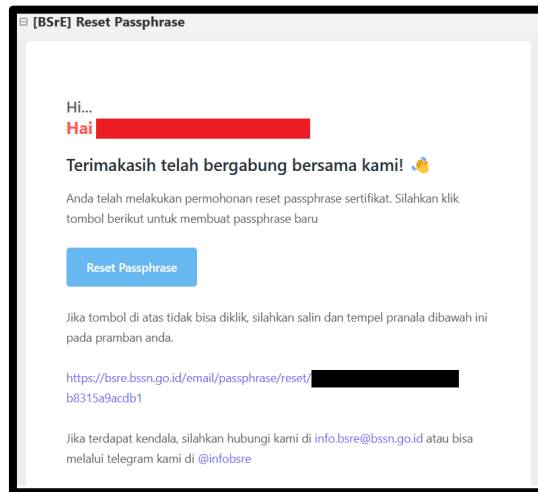 [BSrE] Reset Passphrase
Hi...
Hai
Terimakasih telah bergabung bersama kami! 👋
Anda telah melakukan permohonan reset passphrase sertifikat. Silahkan klik
tombol berikut untuk membuat passphrase baru
Reset Passphrase
Jika tombol di atas tidak bisa diklik, silahkan salin dan tempel pranala dibawah ini
pada pramban anda.
https://bsre.bssn.go.id/email/passphrase/reset/
b8315a9acdb1
Jika terdapat kendala, silahkan hubungi kami di info.bsre@bssn.go.id atau bisa
melalui telegram kami di @infobsre